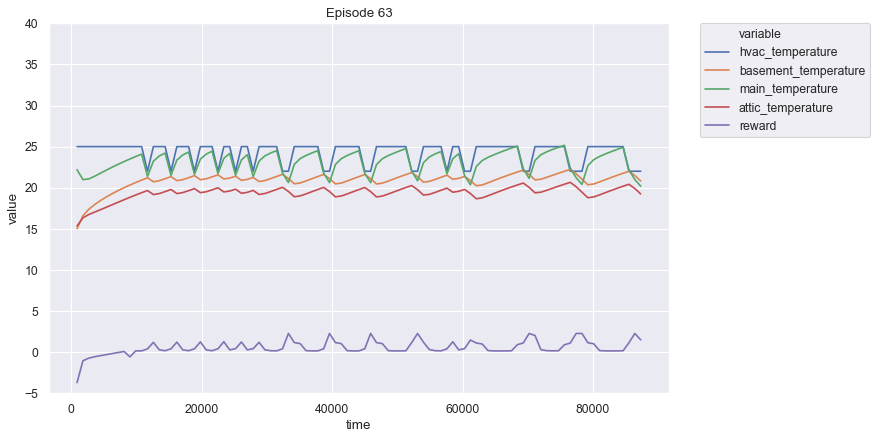 Episode 63
40
35
30
25
20
15
10
5
0
−5
value
0
20000
40000
60000
80000
time
variable
hvac_temperature
basement_temperature
main_temperature
attic_temperature
reward